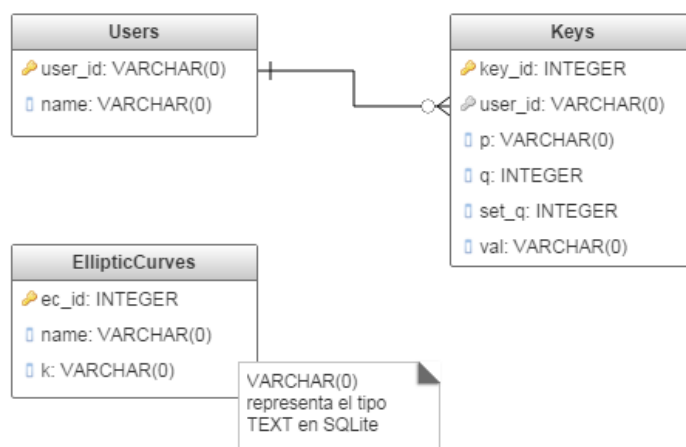 Users
user_id: VARCHAR(0)
name: VARCHAR(0)
Keys
key_id: INTEGER
user_id: VARCHAR(0)
p: VARCHAR(0)
q: INTEGER
set_q: INTEGER
val: VARCHAR(0)
EllipticCurves
ec_id: INTEGER
name: VARCHAR(0)
k: VARCHAR(0)
VARCHAR(0)
representa el tipo
TEXT en SQLite